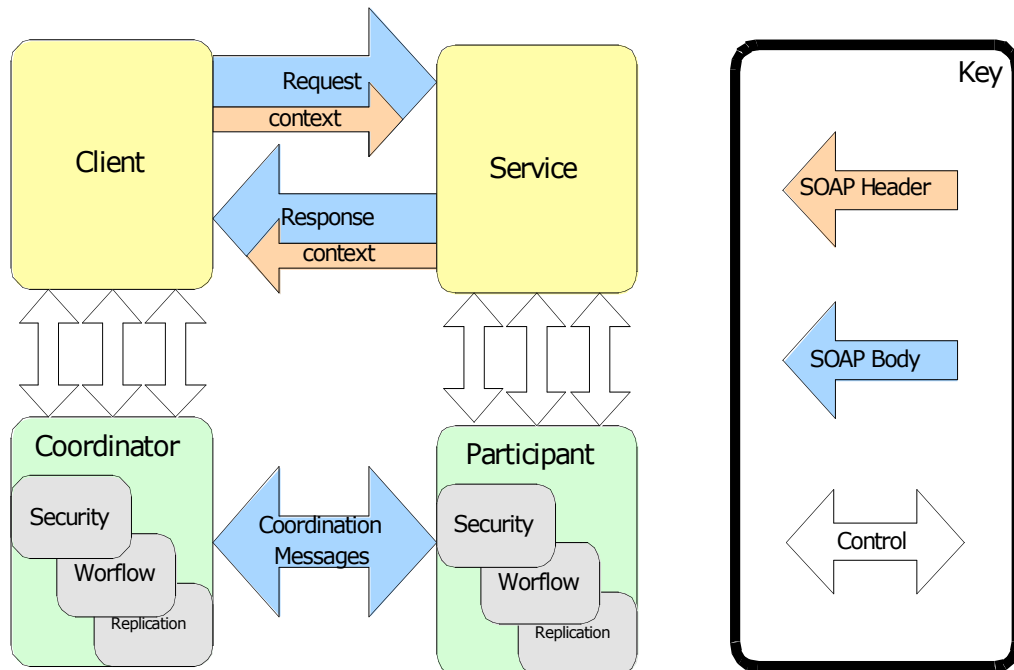 Client
Request
context
Response
context
Service
Coordinator
Security
Worflow
Replication
Coordination
Messages
Participant
Security
Worflow
Replication
Key
SOAP Header
SOAP Body
Control